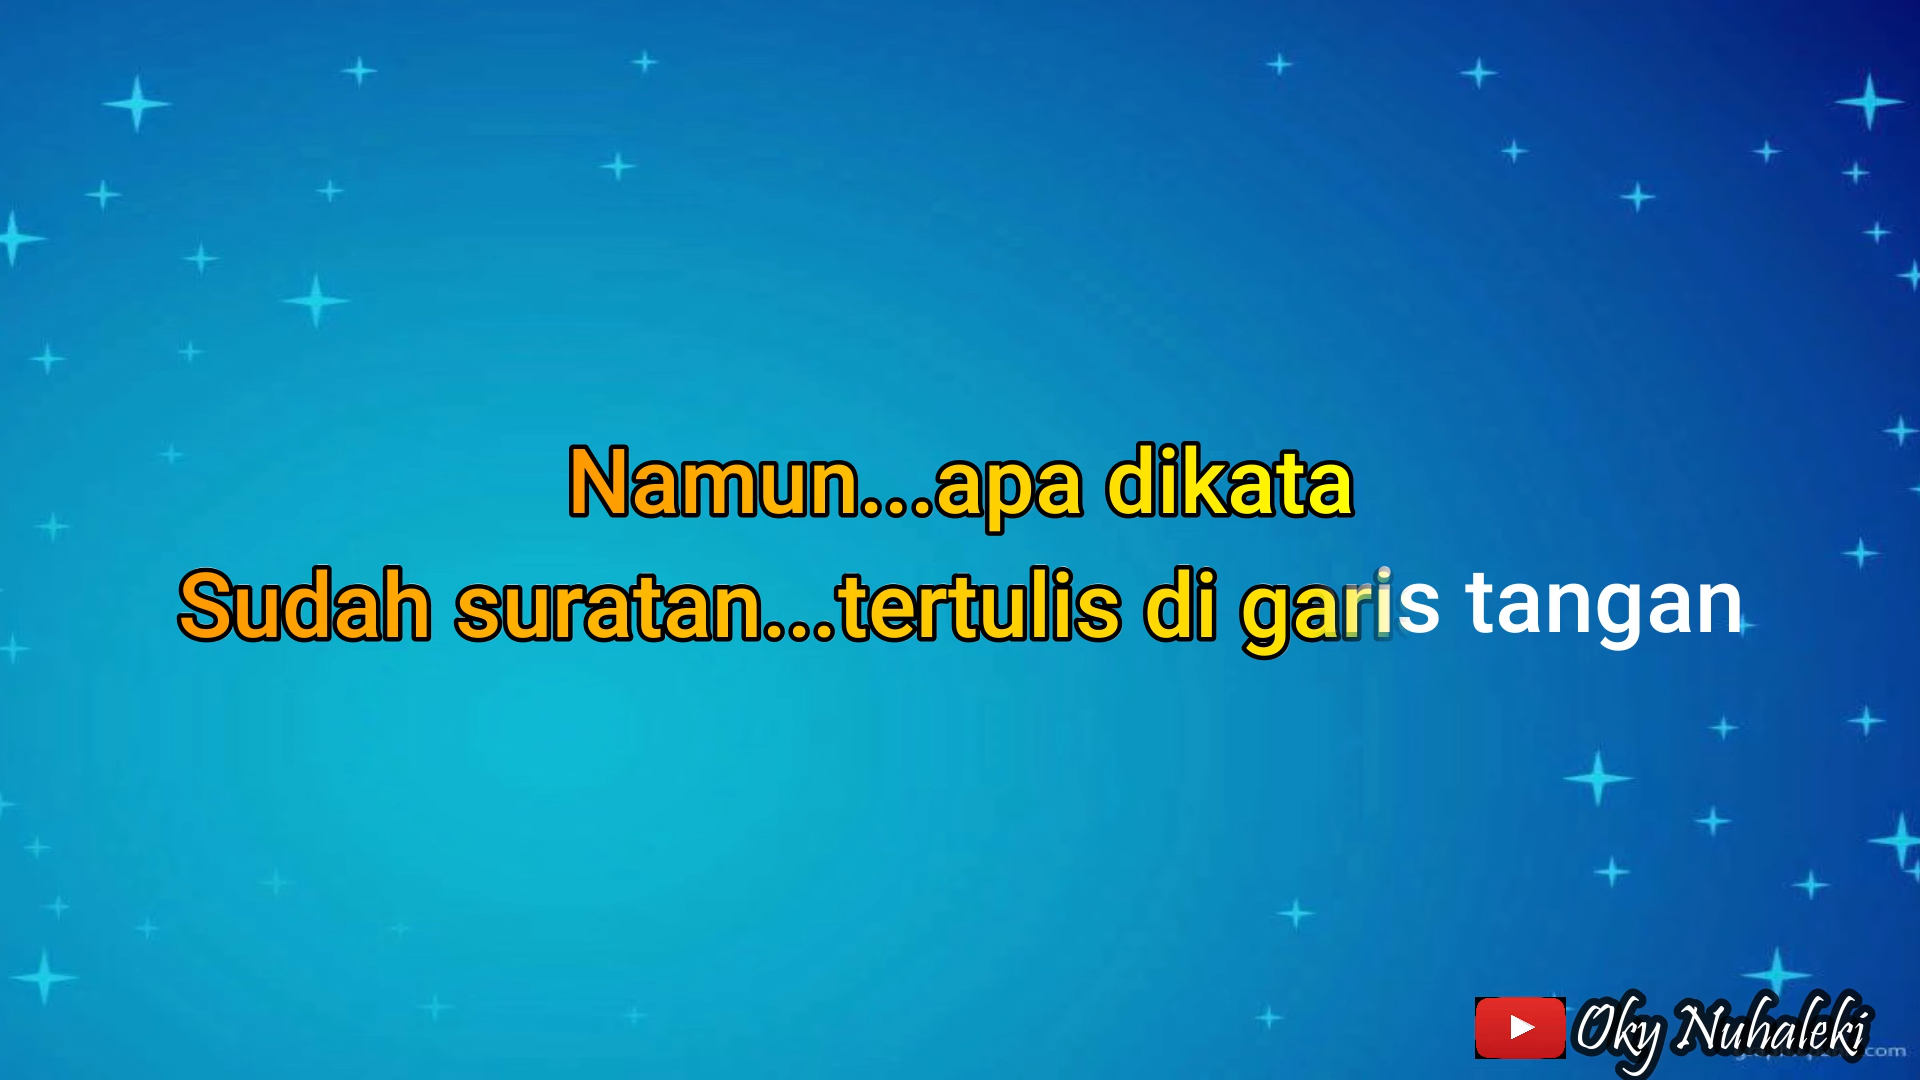 Namun...apa dikata
Sudah suratan...tertulis di garis tangan
Oky Nuhaleki